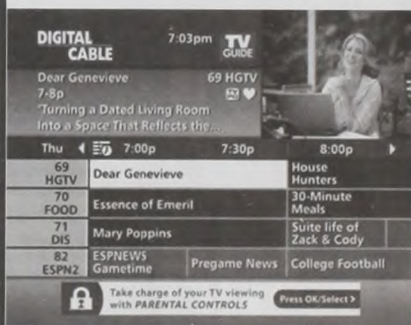 DIGITAL CABLE
7:03pm
TV GUIDE
Dear Genevieve 69 HGTV
7-8p
'Turning a Dated Living Room
Into a Space That Reflects the...
Thu 7:00p 7:30p 8:00p
69 HGTV Dear Genevieve House Hunters
70 FOOD Essence of Emeril 30-Minute Meals
71 DIS Mary Poppins Suite life of Zack & Cody
82 ESPN2 ESPNEWS Gametime Pregame News College Football
Take charge of your TV viewing
with PARENTAL CONTROLS
Press OK/Select >